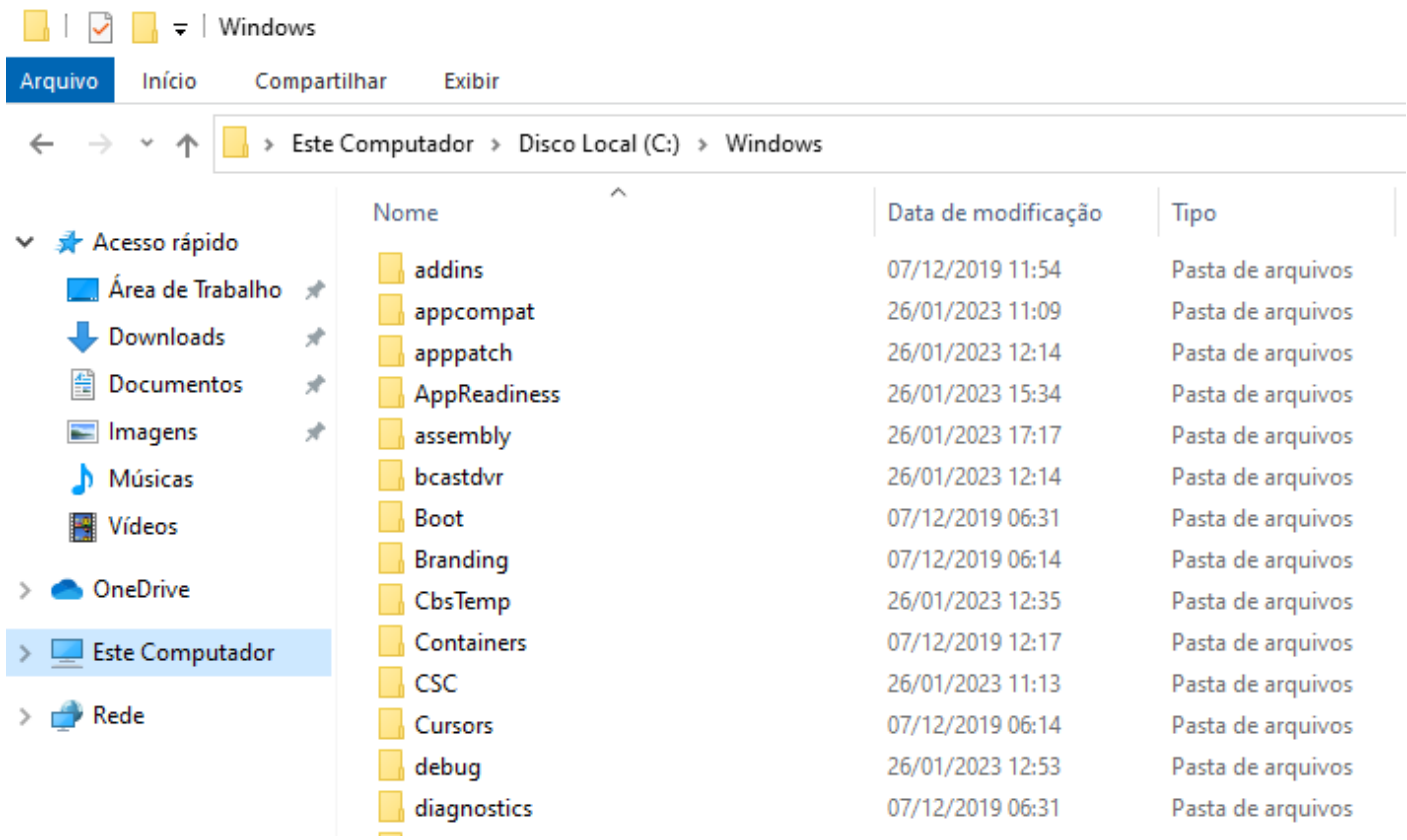 Windows
Arquivo Início Compartilhar Exibir
Este Computador > Disco Local (C:) > Windows
Nome Data de modificação Tipo
Acesso rápido
Área de Trabalho
Downloads
Documentos
Imagens
Músicas
Vídeos
OneDrive
Este Computador
Rede
addins 07/12/2019 11:54 Pasta de arquivos
appcompat 26/01/2023 11:09 Pasta de arquivos
apppatch 26/01/2023 12:14 Pasta de arquivos
AppReadiness 26/01/2023 15:34 Pasta de arquivos
assembly 26/01/2023 17:17 Pasta de arquivos
bcastdvr 26/01/2023 12:14 Pasta de arquivos
Boot 07/12/2019 06:31 Pasta de arquivos
Branding 07/12/2019 06:14 Pasta de arquivos
CbsTemp 26/01/2023 12:35 Pasta de arquivos
Containers 07/12/2019 12:17 Pasta de arquivos
CSC 26/01/2023 11:13 Pasta de arquivos
Cursors 07/12/2019 06:14 Pasta de arquivos
debug 26/01/2023 12:53 Pasta de arquivos
diagnostics 07/12/2019 06:31 Pasta de arquivos